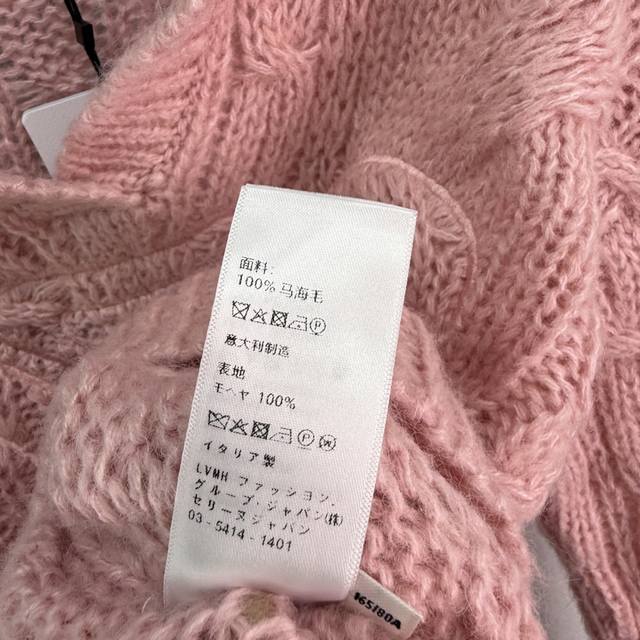 面料:
100% 马海毛
意大利制造
表地
モヘヤ 100%
イタリア製
LVMH ファッション.
グループ.ジャパン(株)
セリーヌジャパン
03-5414-1401
165/80A